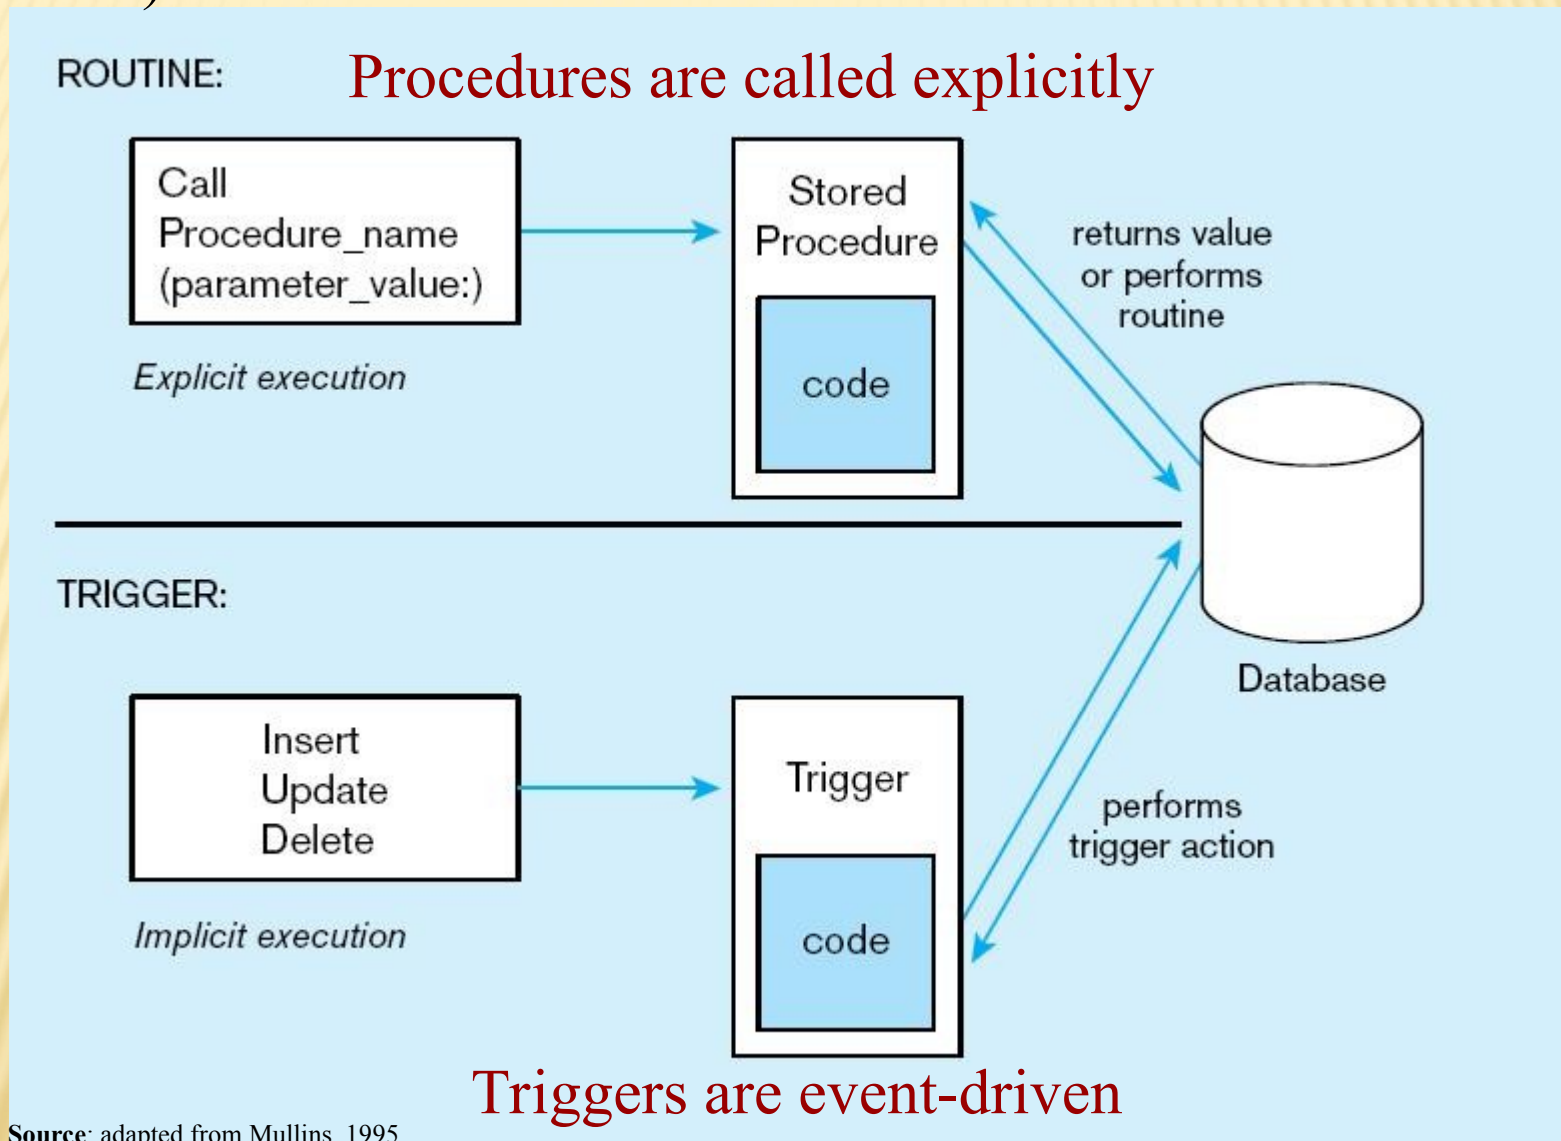 ROUTINE:
Procedures are called explicitly
Call
Procedure_name
(parameter_value:)
Explicit execution
Stored
Procedure
code
returns value
or performs
routine
Database
TRIGGER:
Insert
Update
Delete
Implicit execution
Trigger
code
performs
trigger action
Triggers are event-driven
Source: adapted from Mullins, 1995